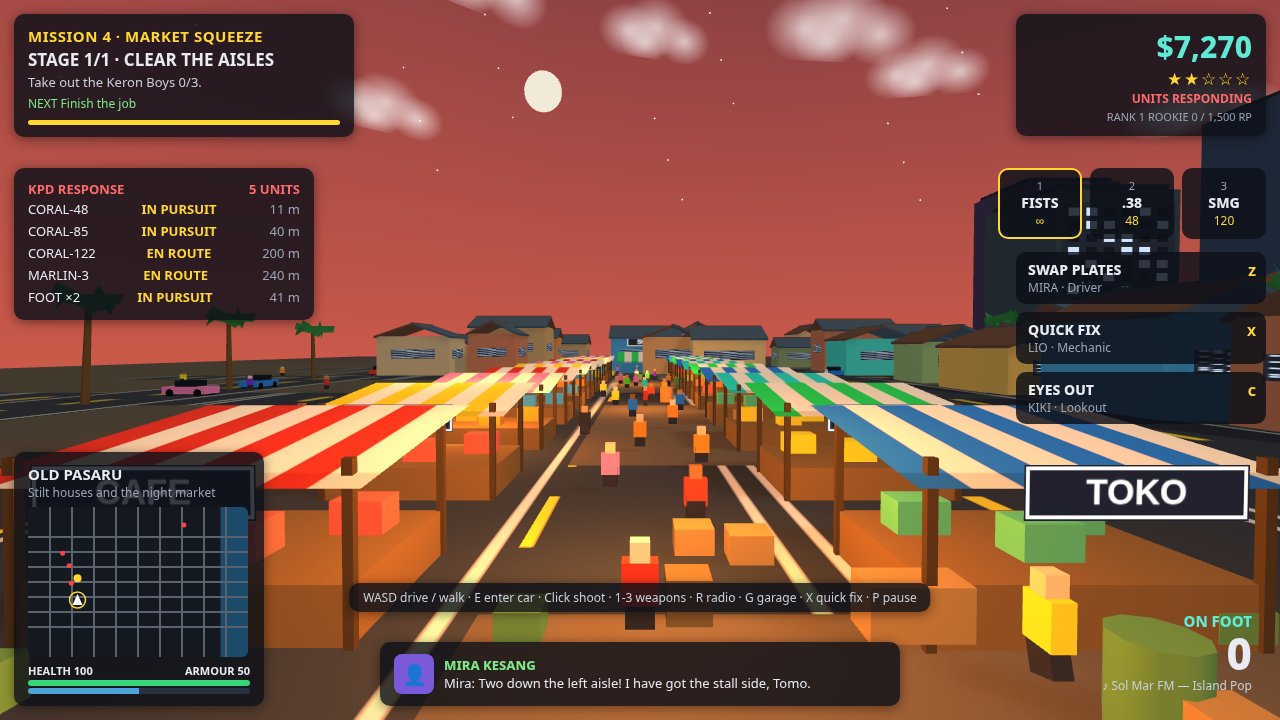 MISSION 4 · MARKET SQUEEZE
STAGE 1/1 · CLEAR THE AISLES
Take out the Keron Boys 0/3.
NEXT Finish the job
$7,270
★★☆☆☆
UNITS RESPONDING
RANK 1 ROOKIE 0 / 1,500 RP
KPD RESPONSE 5 UNITS
CORAL-48 IN PURSUIT 11 m
CORAL-85 IN PURSUIT 40 m
CORAL-122 EN ROUTE 200 m
MARLIN-3 EN ROUTE 240 m
FOOT ×2 IN PURSUIT 41 m
1 2 3
FISTS .38 SMG
∞ 48 120
SWAP PLATES Z
MIRA · Driver
QUICK FIX X
LIO · Mechanic
EYES OUT C
KIKI · Lookout
OLD PASARU
Stilt houses and the night market
CAFE
TOKO
HEALTH 100 ARMOUR 50
WASD drive / walk · E enter car · Click shoot · 1-3 weapons · R radio · G garage · X quick fix · P pause
MIRA KESANG
Mira: Two down the left aisle! I have got the stall side, Tomo.
ON FOOT
0
♪ Sol Mar FM — Island Pop